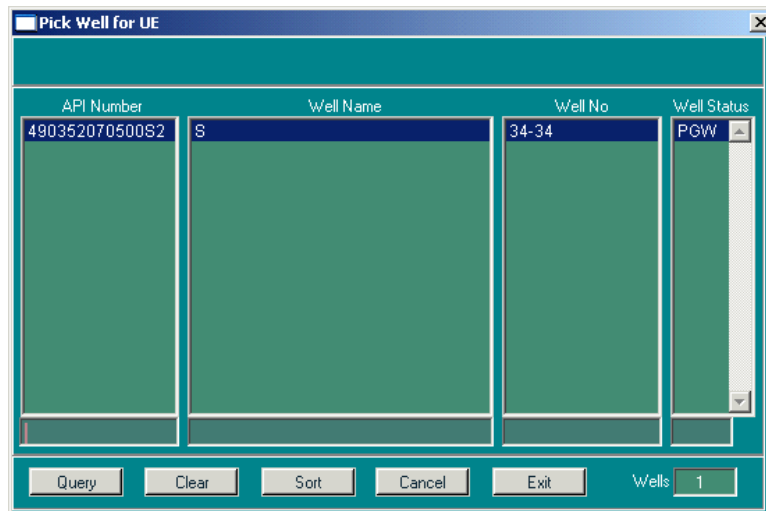 Pick Well for UE
API Number Well Name Well No Well Status
490352070500S2 S 34-34 PGW
Query Clear Sort Cancel Exit Wells 1